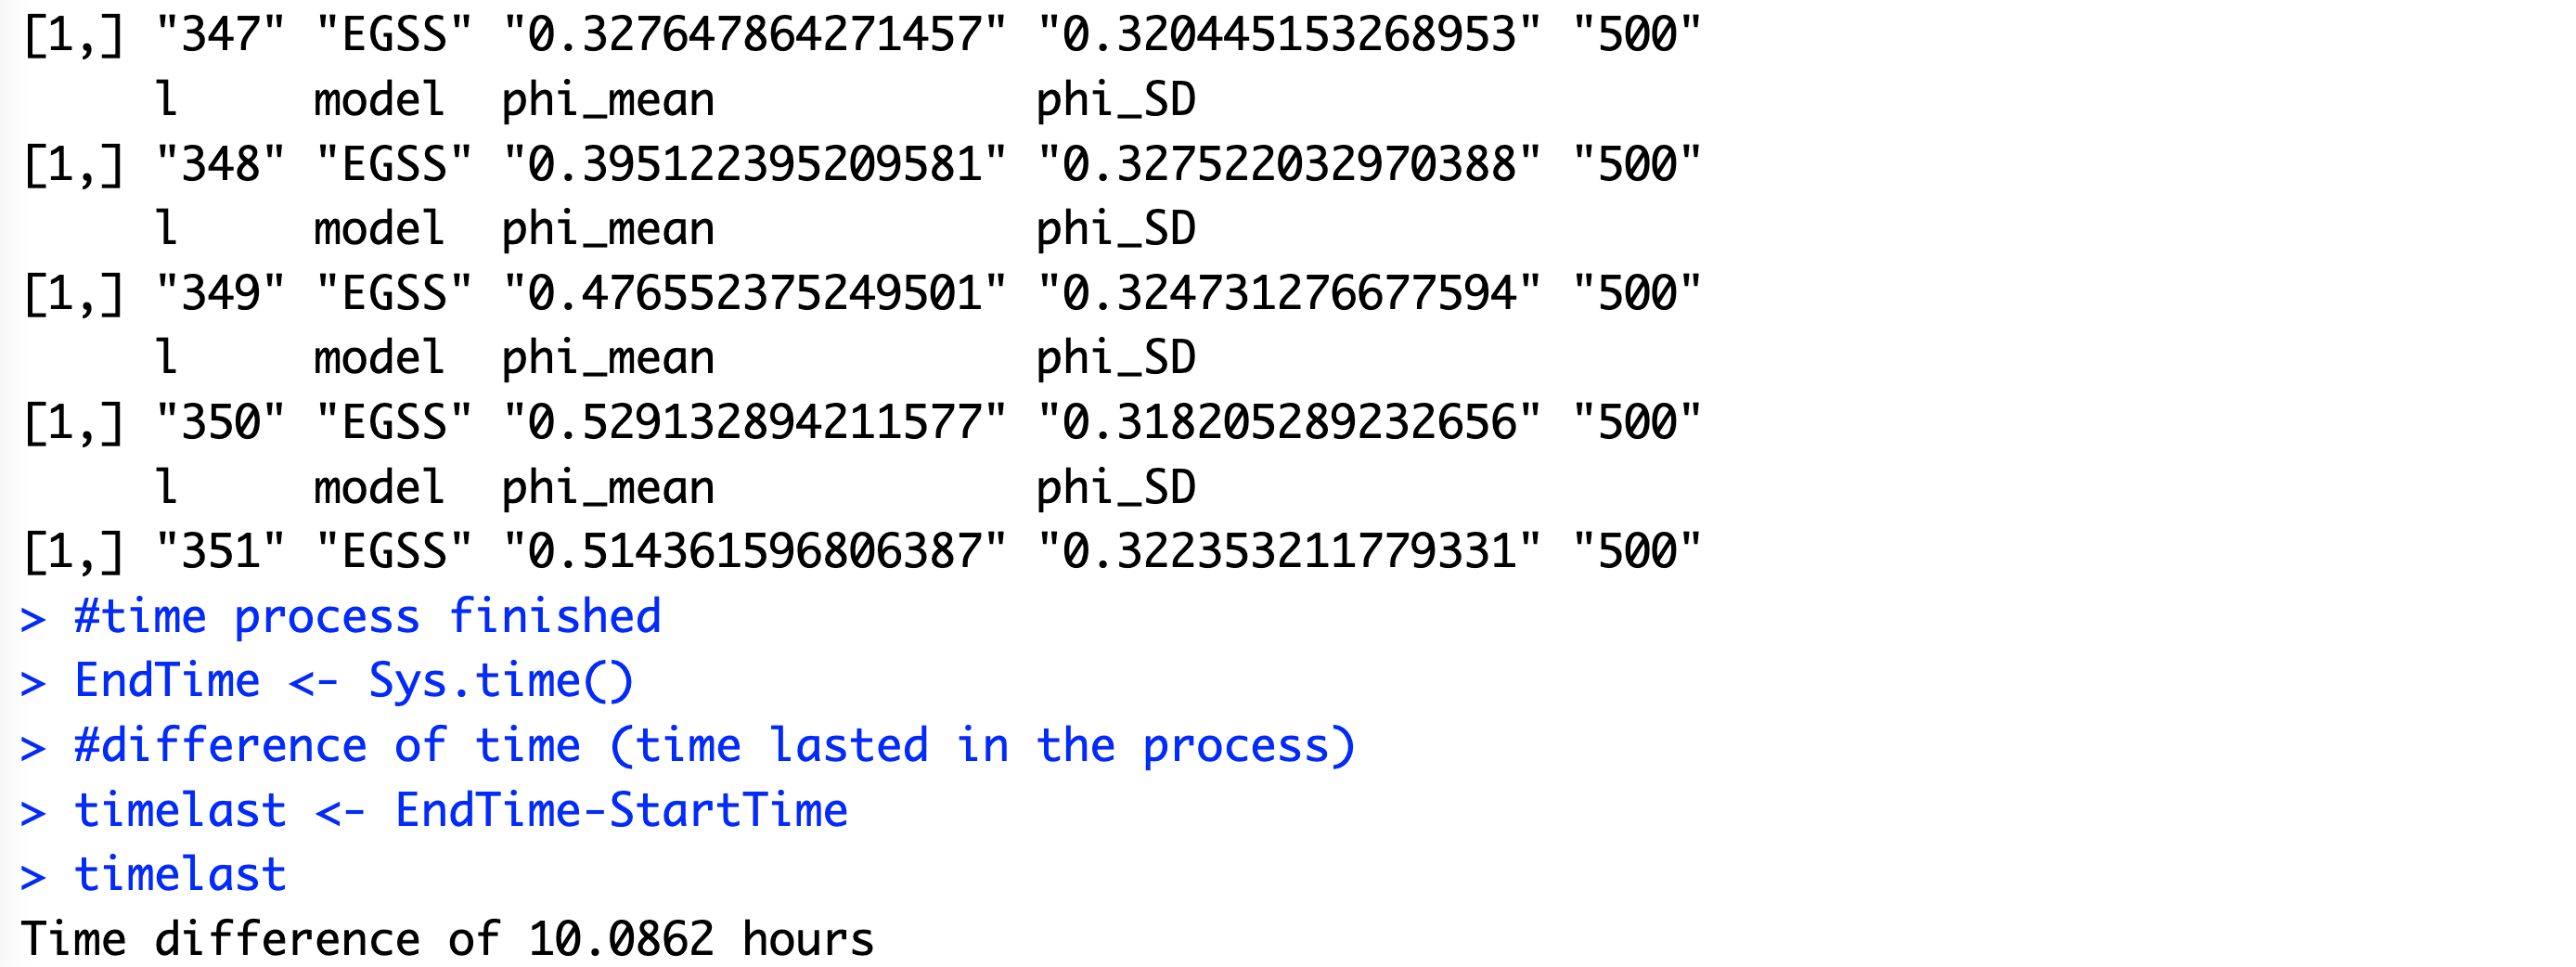 [1,] "347" "EGSS" "0.327647864271457" "0.320445153268953" "500"
     l     model  phi_mean            phi_SD
[1,] "348" "EGSS" "0.395122395209581" "0.327522032970388" "500"
     l     model  phi_mean            phi_SD
[1,] "349" "EGSS" "0.476552375249501" "0.324731276677594" "500"
     l     model  phi_mean            phi_SD
[1,] "350" "EGSS" "0.529132894211577" "0.318205289232656" "500"
     l     model  phi_mean            phi_SD
[1,] "351" "EGSS" "0.514361596806387" "0.322353211779331" "500"
> #time process finished
> EndTime <- Sys.time()
> #difference of time (time lasted in the process)
> timelast <- EndTime-StartTime
> timelast
Time difference of 10.0862 hours